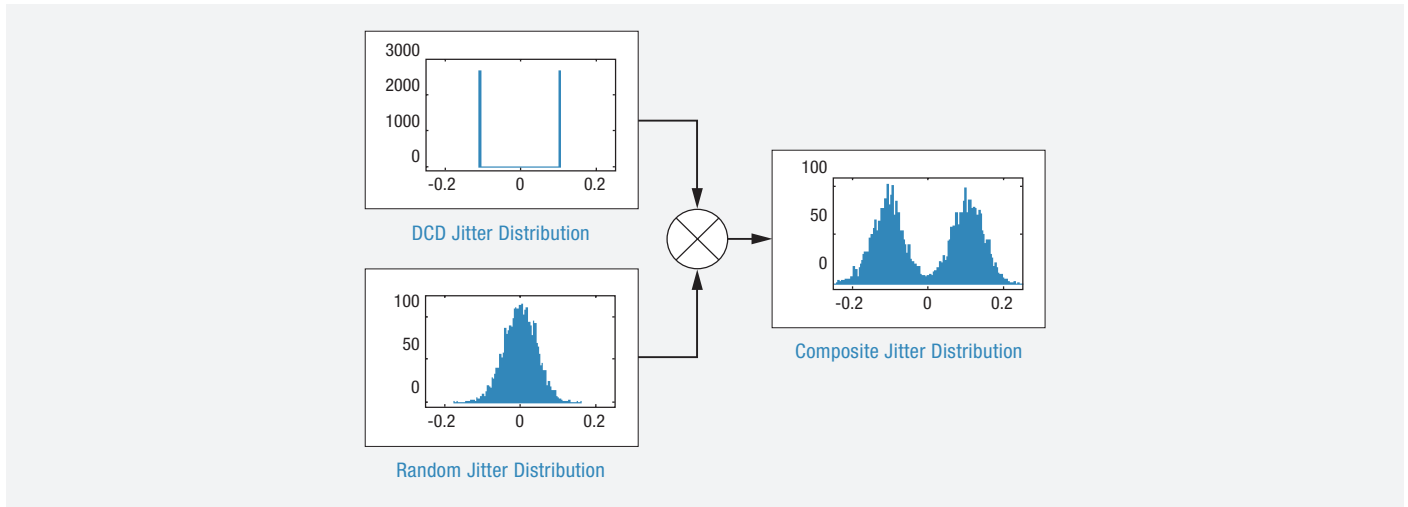 3000
2000
1000
0
-0.2 0 0.2
DCD Jitter Distribution
100
50
0
-0.2 0 0.2
Random Jitter Distribution
100
50
0
-0.2 0 0.2
Composite Jitter Distribution